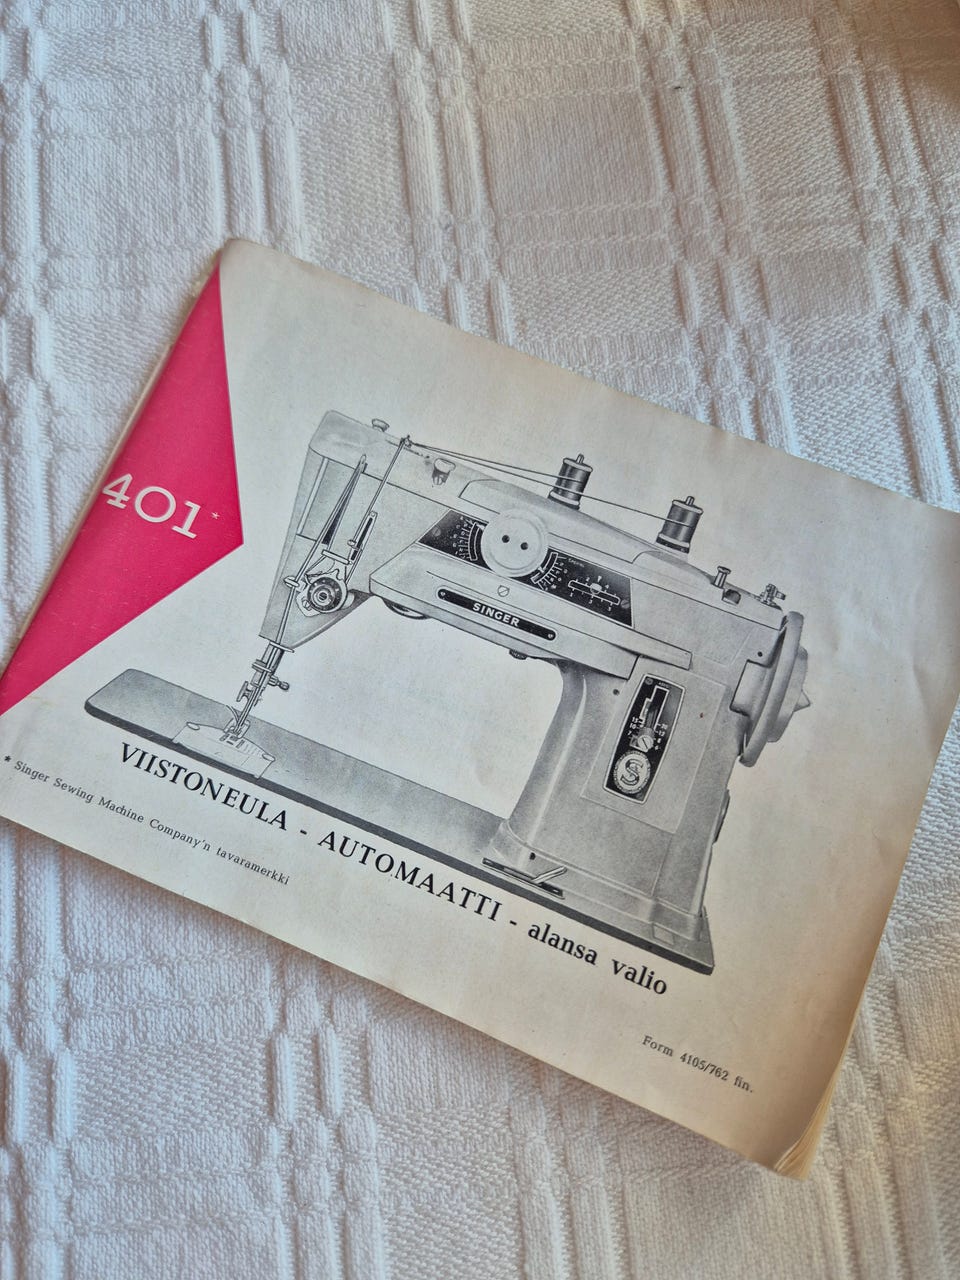 401*
SINGER
S
VIISTONEULA - AUTOMAATTI - alansa valio
* Singer Sewing Machine Company'n tavaramerkki
Form 4105/762 fin.